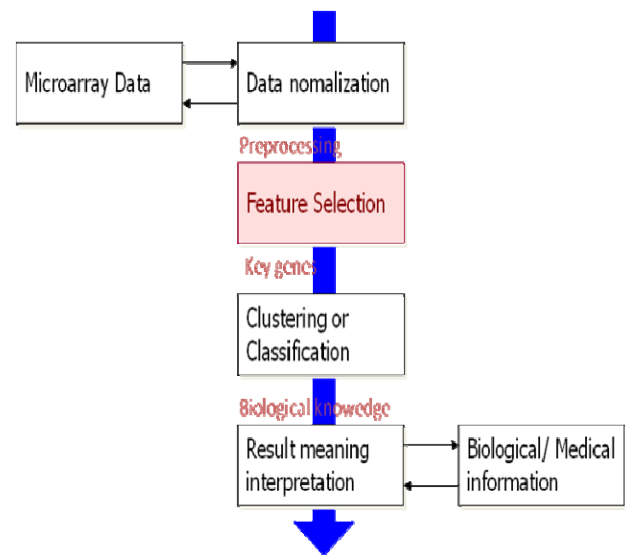 Microarray Data
Data nomalization
Preprocessing
Feature Selection
Key genes
Clustering or
Classification
Biological knowedge
Result meaning
interpretation
Biological/ Medical
information